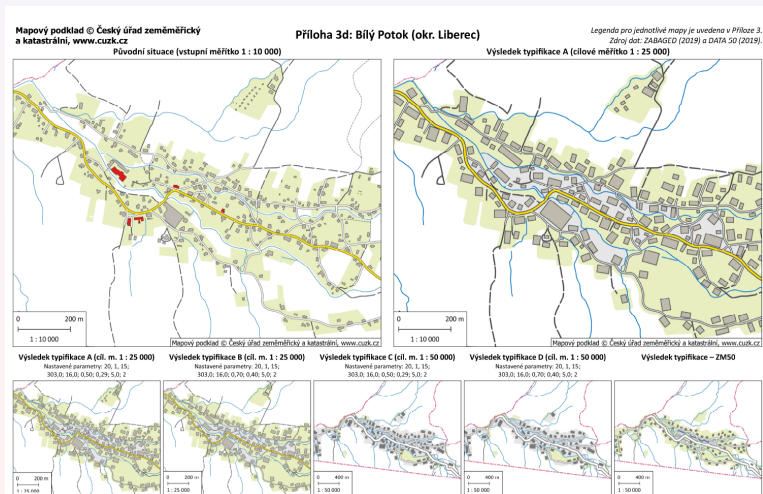 Mapový podklad © Český úřad zeměměřický
a katastrální, www.cuzk.cz
Příloha 3d: Bílý Potok (okr. Liberec)
Legenda pro jednotlivé mapy je uvedena v Příloze 3.
Zdroj dat: ZABAGED (2019) a DATA 50 (2019).
Původní situace (vstupní měřítko 1 : 10 000)
Výsledek typifikace A (cílové měřítko 1 : 25 000)
0 200 m
1 : 10 000
Mapový podklad © Český úřad zeměměřický a katastrální, www.cuzk.cz
0 200 m
1 : 10 000
Mapový podklad © Český úřad zeměměřický a katastrální, www.cuzk.cz
Výsledek typifikace A (cíl. m. 1 : 25 000)
Nastavené parametry: 20, 1, 15;
303,0; 16,0; 0,50; 0,29; 5,0; 2
Výsledek typifikace B (cíl. m. 1 : 25 000)
Nastavené parametry: 20, 1, 15;
303,0; 16,0; 0,70; 0,40; 5,0; 2
Výsledek typifikace C (cíl. m. 1 : 50 000)
Nastavené parametry: 20, 1, 15;
303,0; 16,0; 0,50; 0,29; 5,0; 2
Výsledek typifikace D (cíl. m. 1 : 50 000)
Nastavené parametry: 20, 1, 15;
303,0; 16,0; 0,70; 0,40; 5,0; 2
Výsledek typifikace – ZM50
0 200 m
1 : 25 000
0 200 m
1 : 25 000
0 400 m
1 : 50 000
0 400 m
1 : 50 000
0 400 m
1 : 50 000